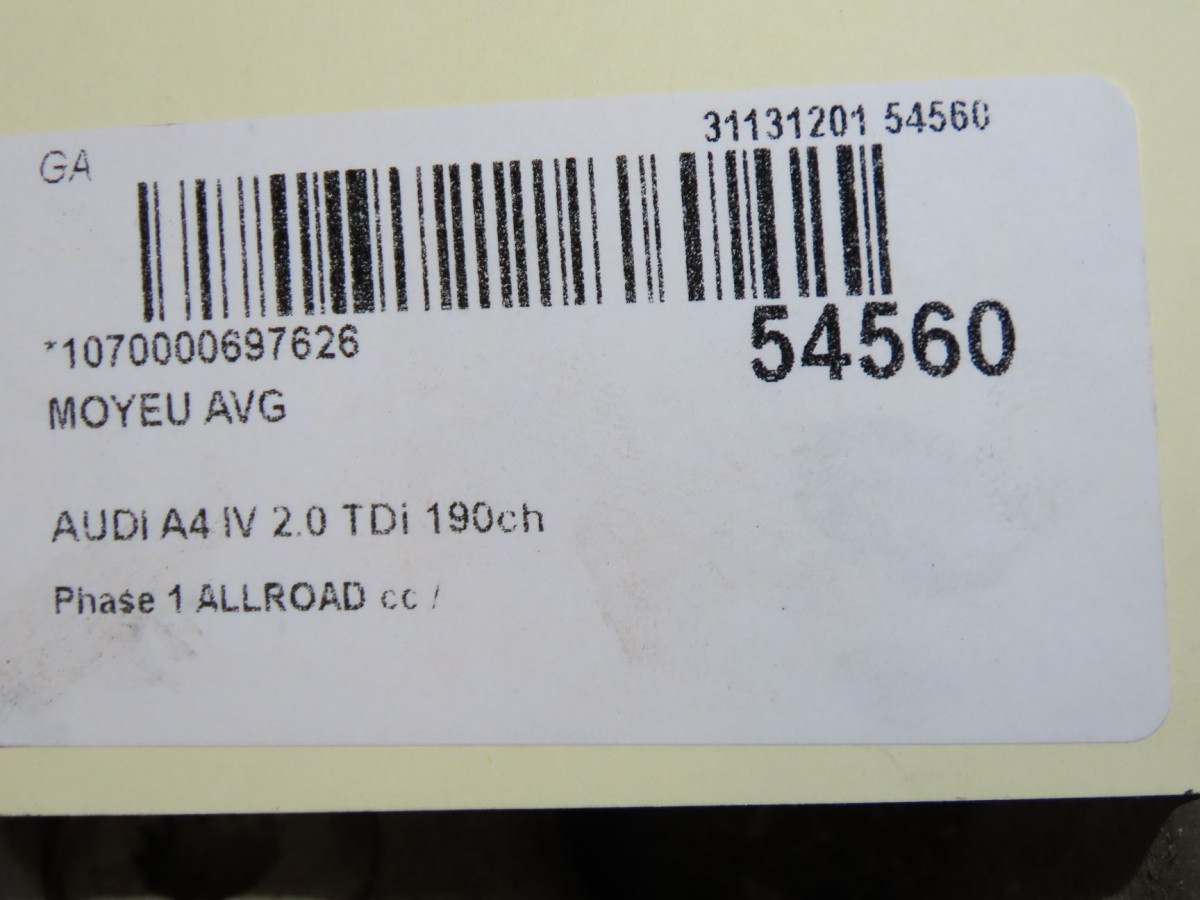 31131201 54560
GA
*1070000697626
54560
MOYEU AVG
AUDI A4 IV 2.0 TDi 190ch
Phase 1 ALLROAD cc /